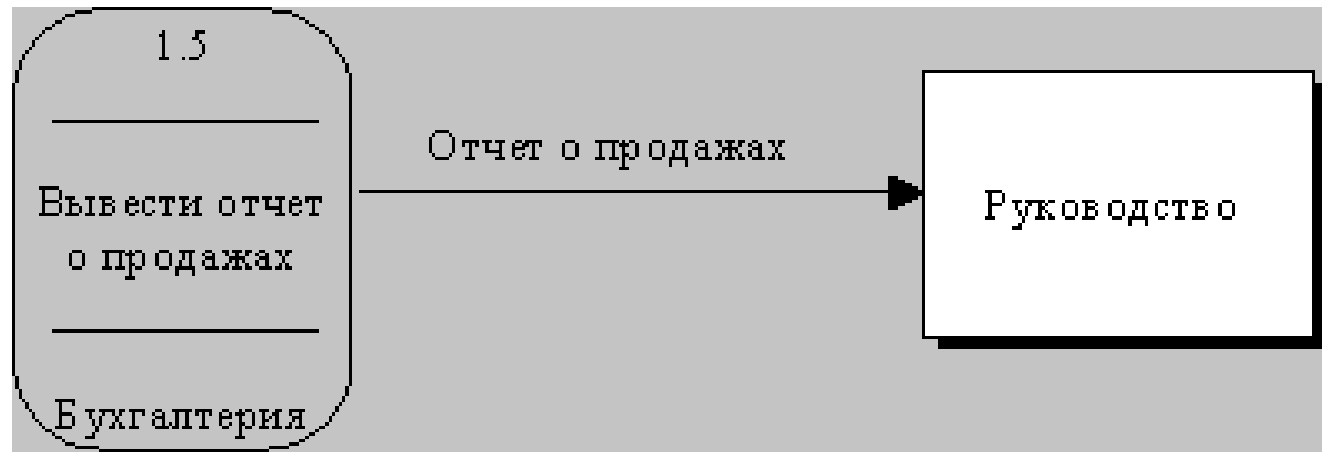 1.5
Вывести отчет
о продажах
Бухгалтерия
Отчет о продажах
Руководство